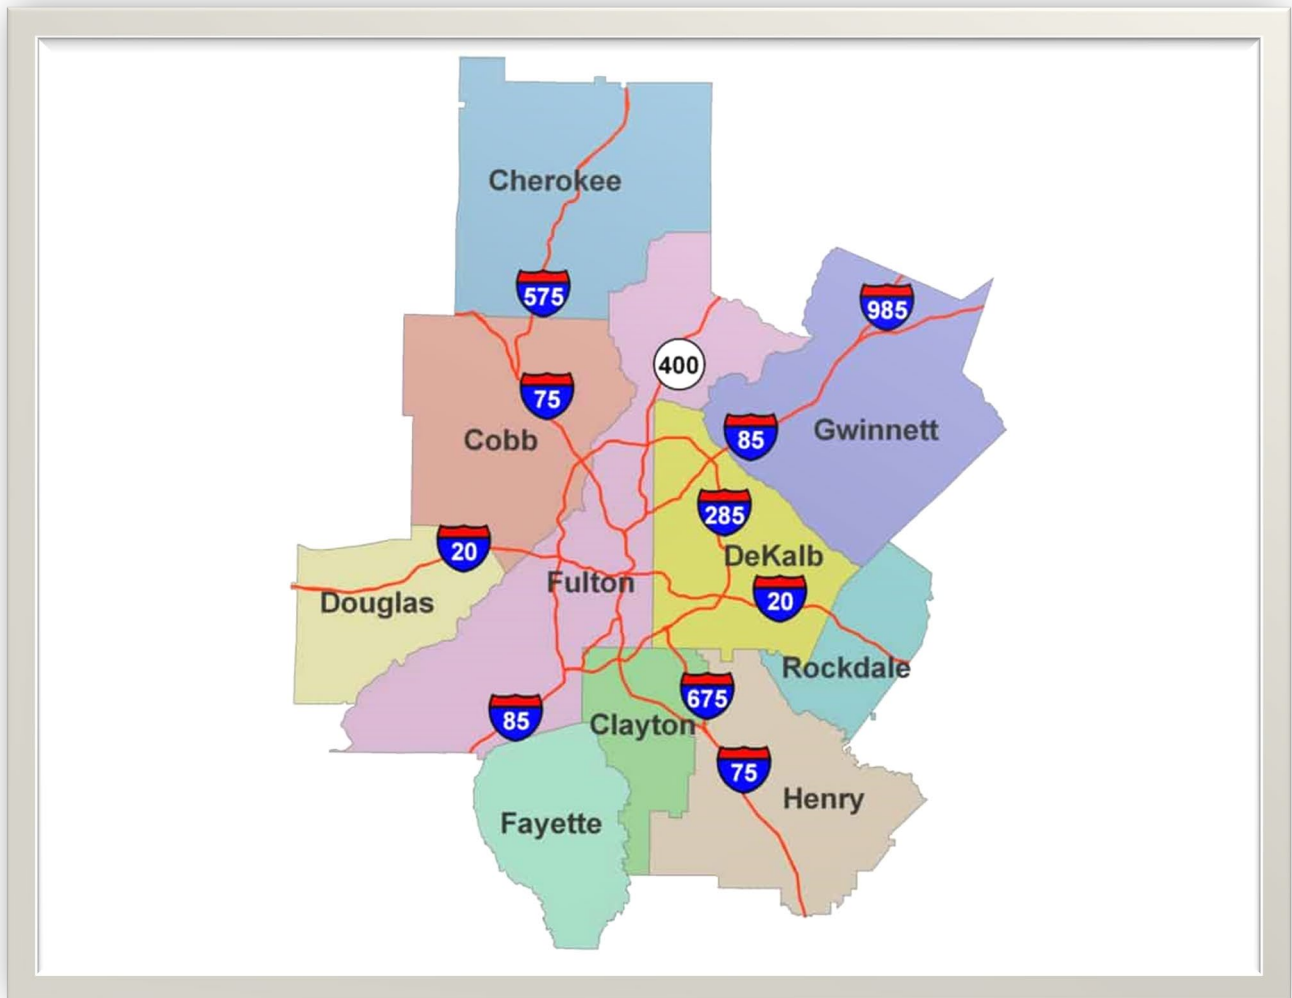 Cherokee
575
985
400
75
85
Cobb
Gwinnett
285
20
DeKalb
Fulton
20
Douglas
Rockdale
675
85
Clayton
75
Henry
Fayette